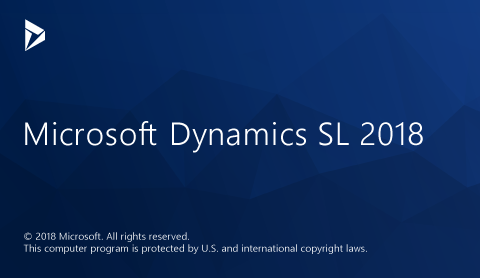 Microsoft Dynamics SL 2018
© 2018 Microsoft. All rights reserved.
This computer program is protected by U.S. and international copyright laws.